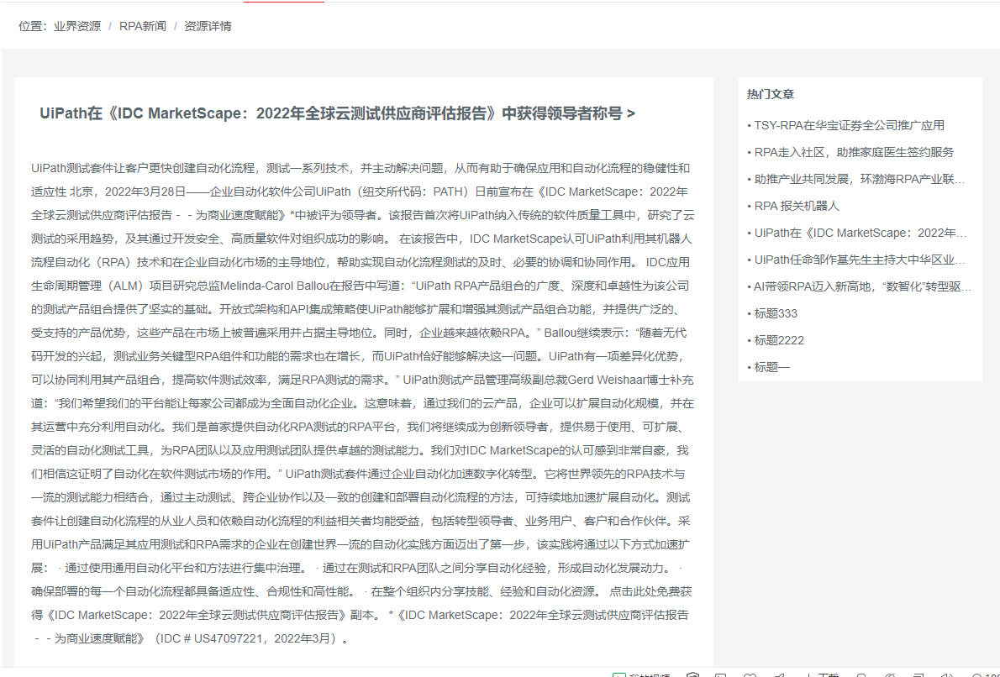 位置：业界资源 / RPA新闻 / 资源详情
UiPath在《IDC MarketScape：2022年全球云测试供应商评估报告》中获得领导者称号 >
UiPath测试套件让客户更快创建自动化流程，测试一系列技术，并主动解决问题，从而有助于确保应用和自动化流程的稳健性和
适应性 北京，2022年3月28日——企业自动化软件公司UiPath（纽交所代码：PATH）日前宣布在《IDC MarketScape：2022年
全球云测试供应商评估报告 - - 为商业速度赋能》*中被评为领导者。该报告首次将UiPath纳入传统的软件质量工具中，研究了云
测试的采用趋势，及其通过开发安全、高质量软件对组织成功的影响。 在该报告中，IDC MarketScape认可UiPath利用其机器人
流程自动化（RPA）技术和在企业自动化市场的主导地位，帮助实现自动化流程测试的及时、必要的协调和协同作用。 IDC应用
生命周期管理（ALM）项目研究总监Melinda-Carol Ballou在报告中写道：“UiPath RPA产品组合的广度、深度和卓越性为该公司
的测试产品组合提供了坚实的基础。开放式架构和API集成策略使UiPath能够扩展和增强其测试产品组合功能，并提供广泛的、
受支持的产品优势，这些产品在市场上被普遍采用并占据主导地位。同时，企业越来越依赖RPA。” Ballou继续表示：“随着无代
码开发的兴起，测试业务关键型RPA组件和功能的需求也在增长，而UiPath恰好能够解决这一问题。UiPath有一项差异化优势，
可以协同利用其产品组合，提高软件测试效率，满足RPA测试的需求。” UiPath测试产品管理高级副总裁Gerd Weishaar博士补充
道：“我们希望我们的平台能让每家公司都成为全面自动化企业。这意味着，通过我们的云产品，企业可以扩展自动化规模，并在
其运营中充分利用自动化。我们是首家提供自动化RPA测试的RPA平台，我们将继续成为创新领导者，提供易于使用、可扩展、
灵活的自动化测试工具，为RPA团队以及应用测试团队提供卓越的测试能力。我们对IDC MarketScape的认可感到非常自豪，我
们相信这证明了自动化在软件测试市场的作用。” UiPath测试套件通过企业自动化加速数字化转型。它将世界领先的RPA技术与
一流的测试能力相结合，通过主动测试、跨企业协作以及一致的创建和部署自动化流程的方法，可持续地加速扩展自动化。测试
套件让创建自动化流程的从业人员和依赖自动化流程的利益相关者均能受益，包括转型领导者、业务用户、客户和合作伙伴。采
用UiPath产品满足其应用测试和RPA需求的企业在创建世界一流的自动化实践方面迈出了第一步，该实践将通过以下方式加速扩
展： · 通过使用通用自动化平台和方法进行集中治理。 · 通过在测试和RPA团队之间分享自动化经验，形成自动化发展动力。 ·
确保部署的每一个自动化流程都具备适应性、合规性和高性能。 · 在整个组织内分享技能、经验和自动化资源。 点击此处免费获
得《IDC MarketScape：2022年全球云测试供应商评估报告》副本。 *《IDC MarketScape：2022年全球云测试供应商评估报告
- - 为商业速度赋能》（IDC # US47097221，2022年3月）。
热门文章
• TSY-RPA在华宝证券全公司推广应用
• RPA走入社区，助推家庭医生签约服务
• 助推产业共同发展，环渤海RPA产业联…
• RPA 报关机器人
• UiPath在《IDC MarketScape：2022年…
• UiPath任命邹作基先生主持大中华区业…
• AI带领RPA迈入新高地，“数智化”转型驱…
• 标题333
• 标题2222
• 标题一